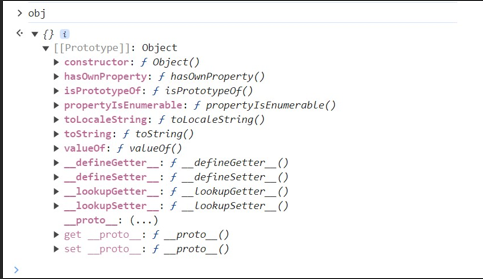 > obj
<· ▼ {} i
▼ [[Prototype]]: Object
▶ constructor: ƒ Object()
▶ hasOwnProperty: ƒ hasOwnProperty()
▶ isPrototypeOf: ƒ isPrototypeOf()
▶ propertyIsEnumerable: ƒ propertyIsEnumerable()
▶ toLocaleString: ƒ toLocaleString()
▶ toString: ƒ toString()
▶ valueOf: ƒ valueOf()
▶ __defineGetter__: ƒ __defineGetter__()
▶ __defineSetter__: ƒ __defineSetter__()
▶ __lookupGetter__: ƒ __lookupGetter__()
▶ __lookupSetter__: ƒ __lookupSetter__()
__proto__: (...)
▶ get __proto__: ƒ __proto__()
▶ set __proto__: ƒ __proto__()
>